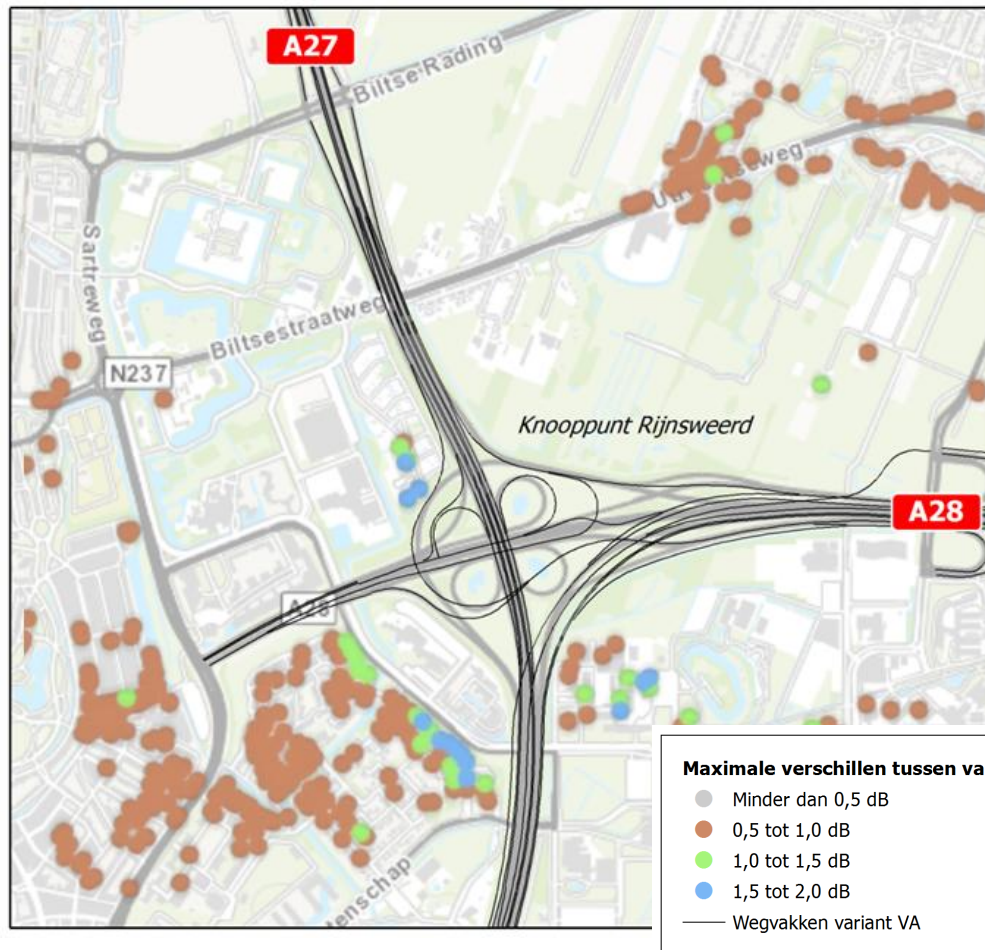 A27
Biltse Rading
Utrechtseweg
Sartreweg
Biltsestraatweg
N237
Knooppunt Rijnsweerd
A28
A28
tenschap
Maximale verschillen tussen va
Minder dan 0,5 dB
0,5 tot 1,0 dB
1,0 tot 1,5 dB
1,5 tot 2,0 dB
Wegvakken variant VA